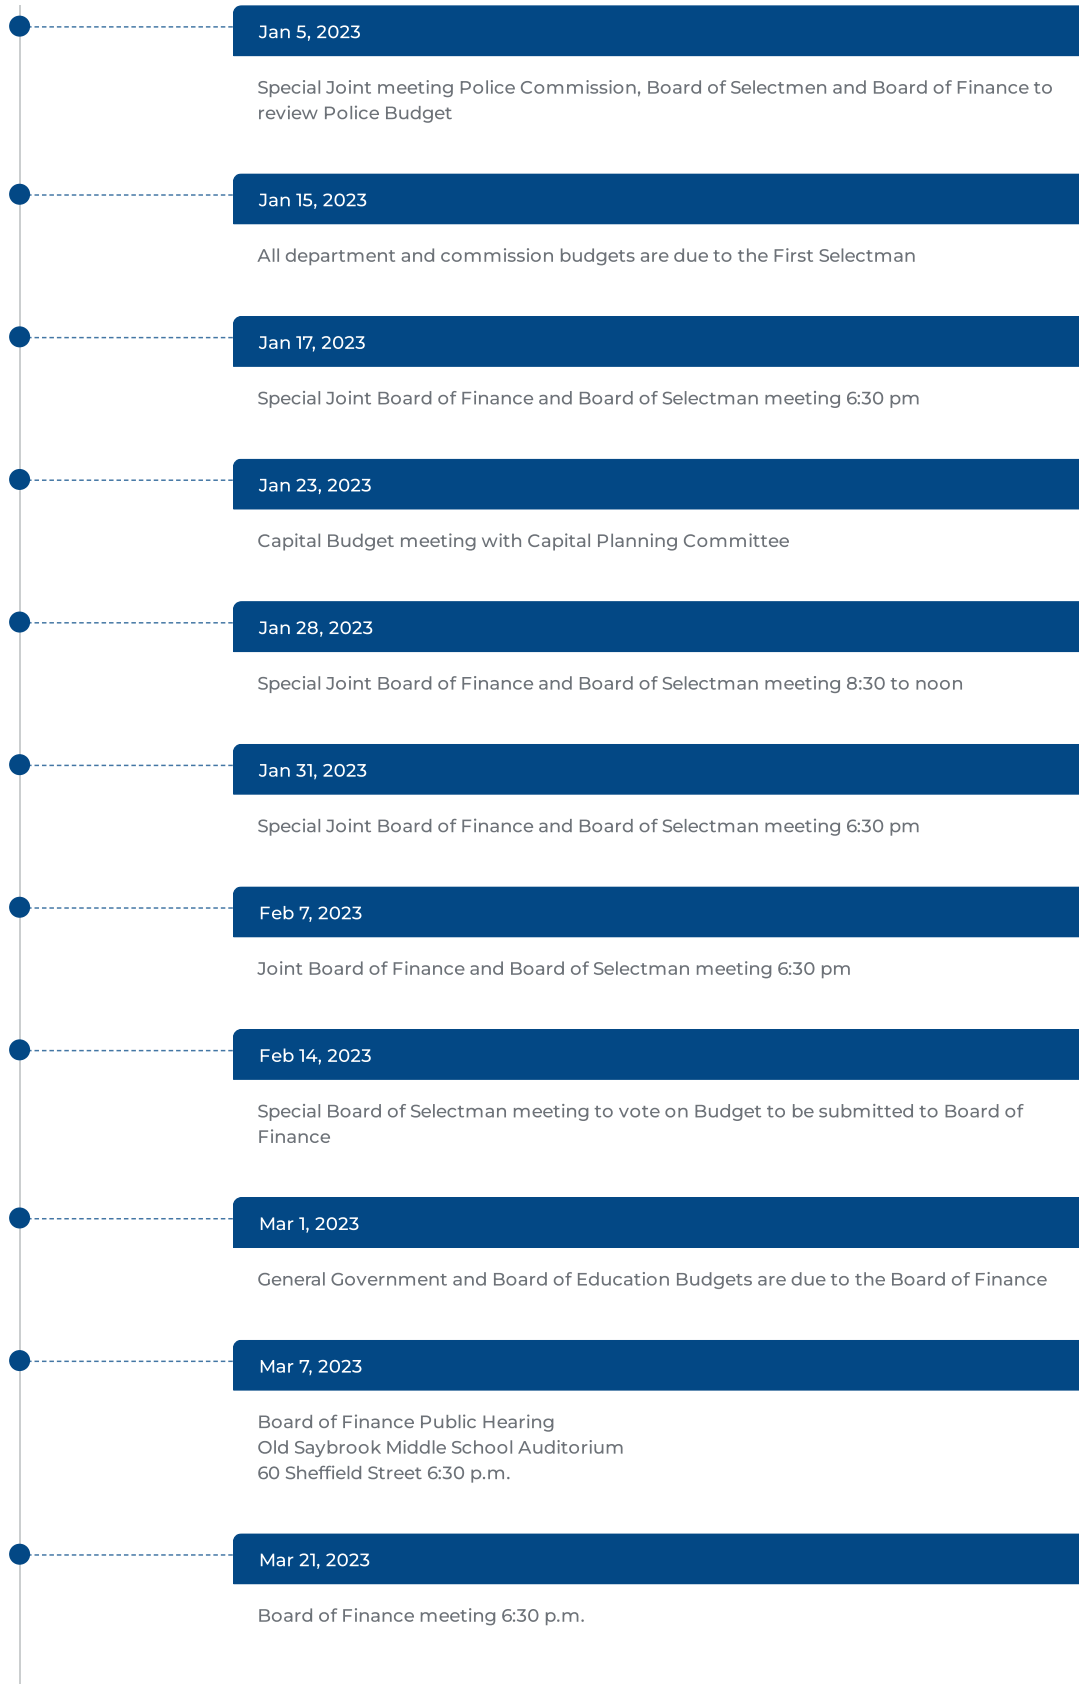 Jan 5, 2023
Special Joint meeting Police Commission, Board of Selectmen and Board of Finance to
review Police Budget
Jan 15, 2023
All department and commission budgets are due to the First Selectman
Jan 17, 2023
Special Joint Board of Finance and Board of Selectman meeting 6:30 pm
Jan 23, 2023
Capital Budget meeting with Capital Planning Committee
Jan 28, 2023
Special Joint Board of Finance and Board of Selectman meeting 8:30 to noon
Jan 31, 2023
Special Joint Board of Finance and Board of Selectman meeting 6:30 pm
Feb 7, 2023
Joint Board of Finance and Board of Selectman meeting 6:30 pm
Feb 14, 2023
Special Board of Selectman meeting to vote on Budget to be submitted to Board of
Finance
Mar 1, 2023
General Government and Board of Education Budgets are due to the Board of Finance
Mar 7, 2023
Board of Finance Public Hearing
Old Saybrook Middle School Auditorium
60 Sheffield Street 6:30 p.m.
Mar 21, 2023
Board of Finance meeting 6:30 p.m.